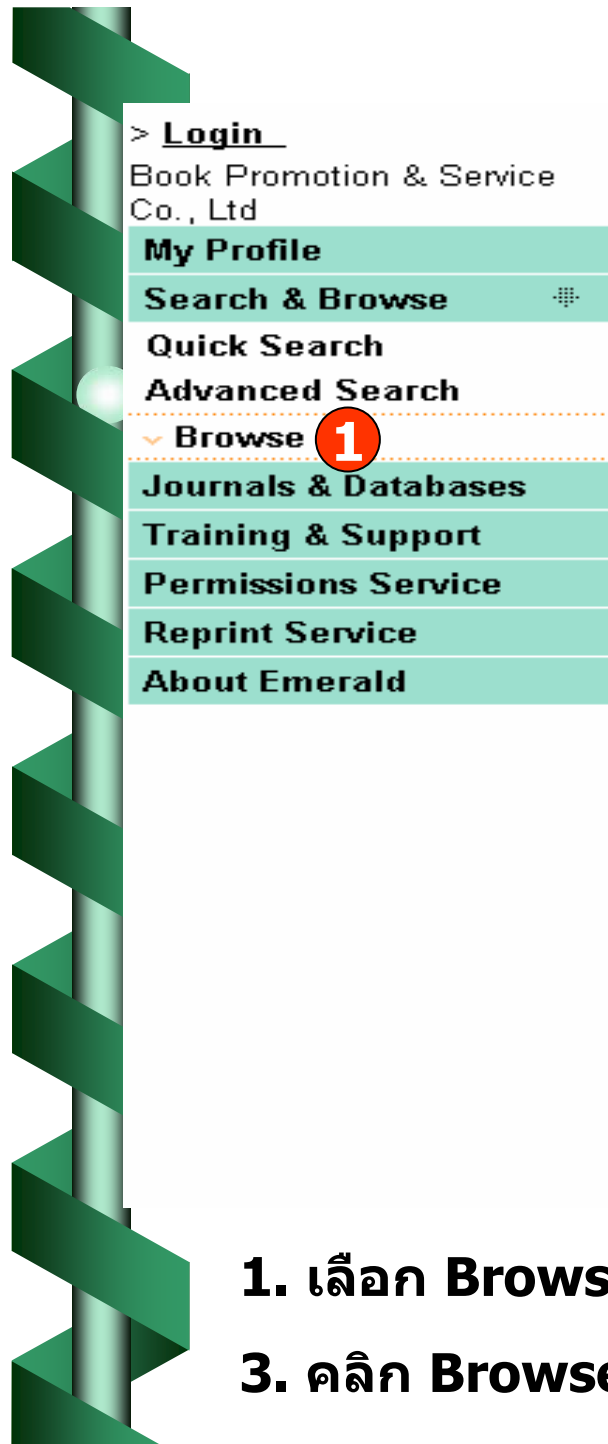 > Login
Book Promotion & Service
Co., Ltd
My Profile
Search & Browse
Quick Search
Advanced Search
Browse 1
Journals & Databases
Training & Support
Permissions Service
Reprint Service
About Emerald
1. เลือก Brows
3. คลิก Browse